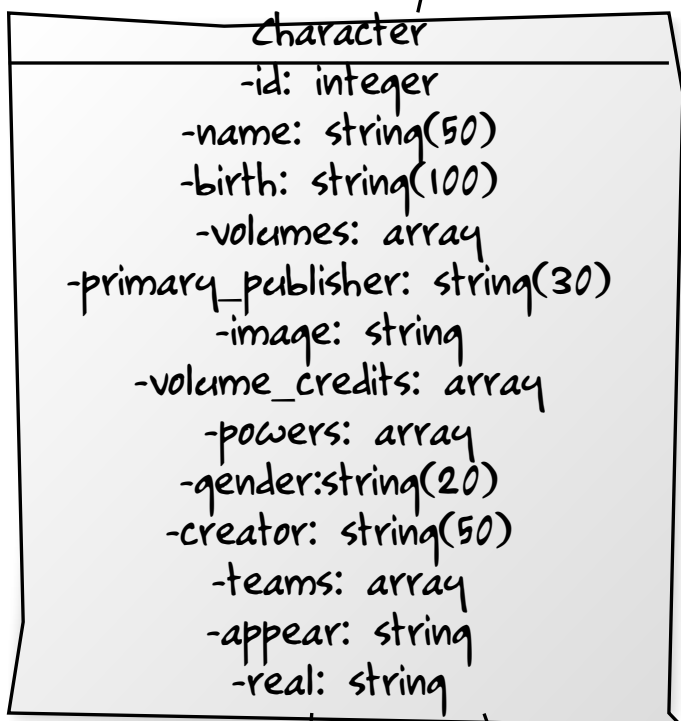 Character
-id: integer
-name: string(50)
-birth: string(100)
-volumes: array
-primary_publisher: string(30)
-image: string
-volume_credits: array
-powers: array
-gender:string(20)
-creator: string(50)
-teams: array
-appear: string
-real: string